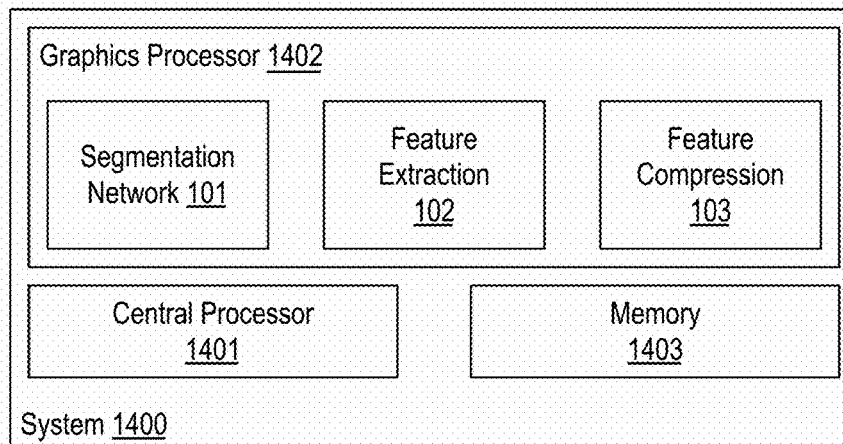 Graphics Processor 1402
Segmentation
Network 101
Feature
Extraction
102
Feature
Compression
103
Central Processor
1401
Memory
1403
System 1400